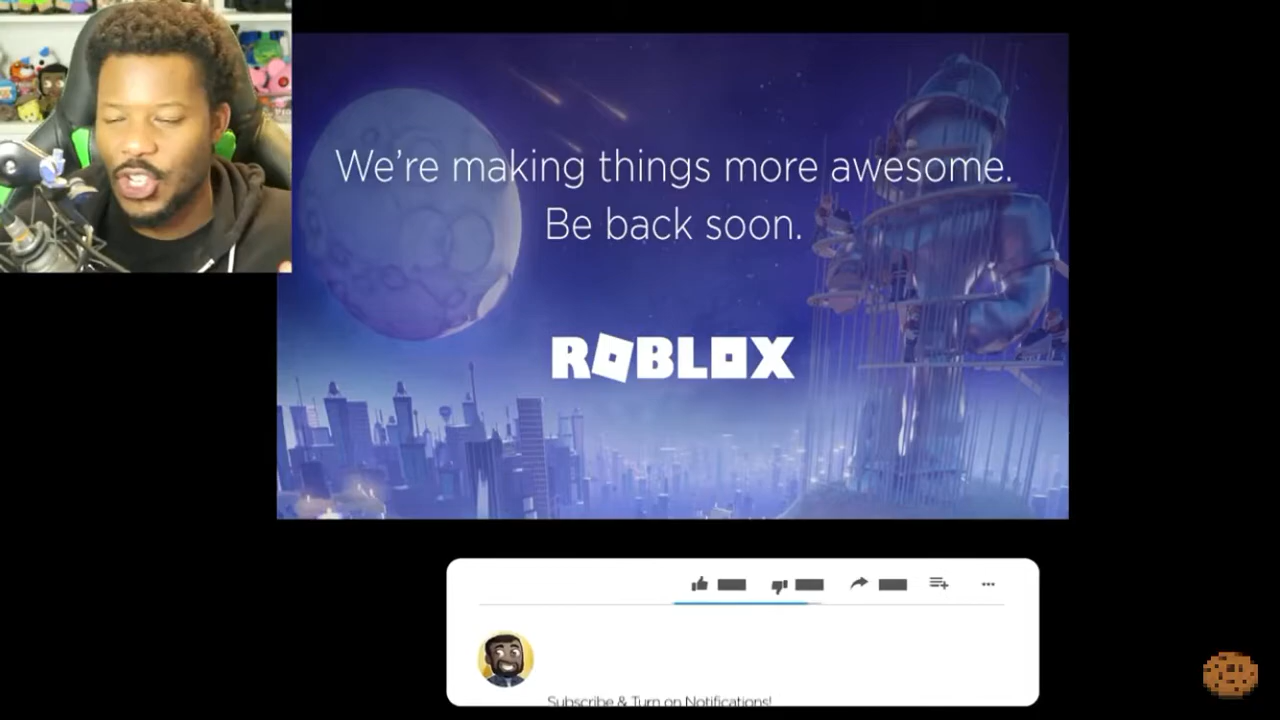 We're making things more awesome.
Be back soon.
ROBLOX
Subscribe & Turn on Notifications!